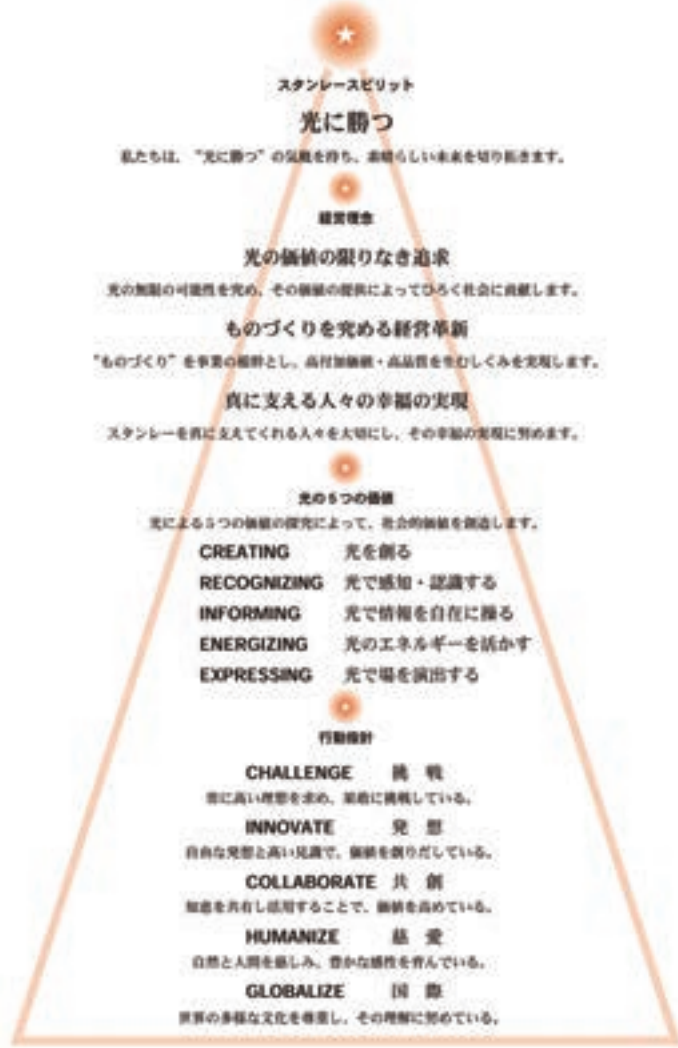 スタンレースピリット
光に勝つ
私たちは、“光に勝つ”の気概を持ち、素晴らしい未来を切り拓きます。
経営理念
光の価値の限りなき追求
光の無限の可能性を究め、その価値の提供によってひろく社会に貢献します。
ものづくりを究める経営革新
“ものづくり”を事業の根幹とし、高付加価値・高品質を生むしくみを実現します。
真に支える人々の幸福の実現
スタンレーを真に支えてくれる人々を大切にし、その幸福の実現に努めます。
光の5つの価値
光による5つの価値の探究によって、社会的価値を創造します。
CREATING 光を創る
RECOGNIZING 光で感知・認識する
INFORMING 光で情報を自在に操る
ENERGIZING 光のエネルギーを活かす
EXPRESSING 光で場を演出する
行動指針
CHALLENGE 挑 戦
常に高い理想を求め、果敢に挑戦している。
INNOVATE 発 想
自由な発想と高い見識で、価値を創りだしている。
COLLABORATE 共 創
知恵を共有し活用することで、価値を高めている。
HUMANIZE 慈 愛
自然と人間を慈しみ、豊かな感性を育んでいる。
GLOBALIZE 国 際
世界の多様な文化を尊重し、その理解に努めている。